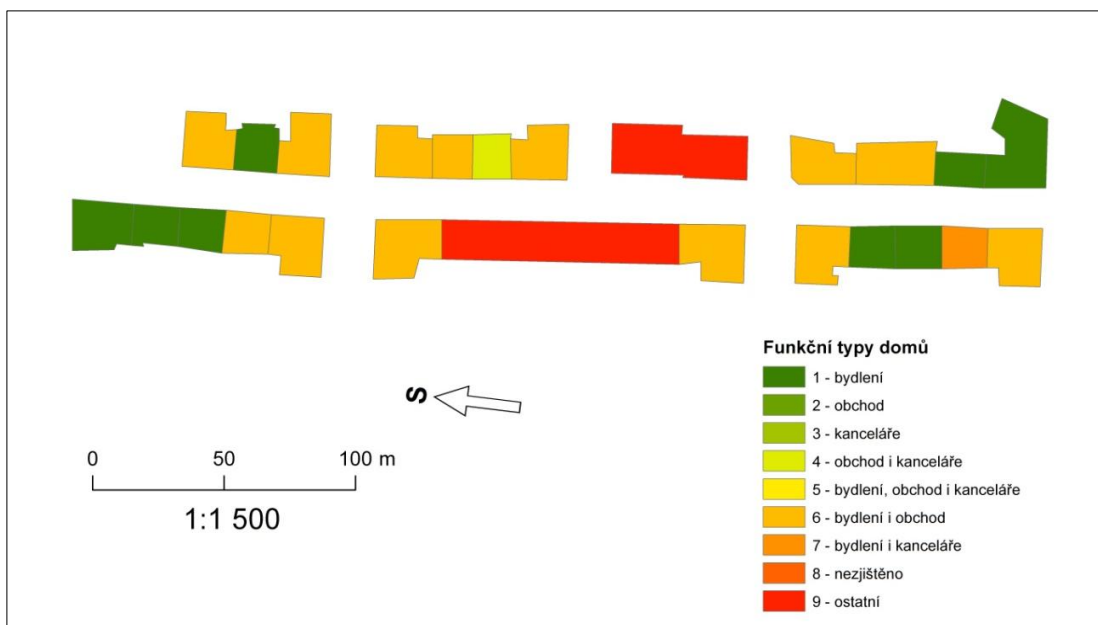 S
0 50 100 m
1:1 500
Funkční typy domů
1 - bydlení
2 - obchod
3 - kanceláře
4 - obchod i kanceláře
5 - bydlení, obchod i kanceláře
6 - bydlení i obchod
7 - bydlení i kanceláře
8 - nezjištěno
9 - ostatní